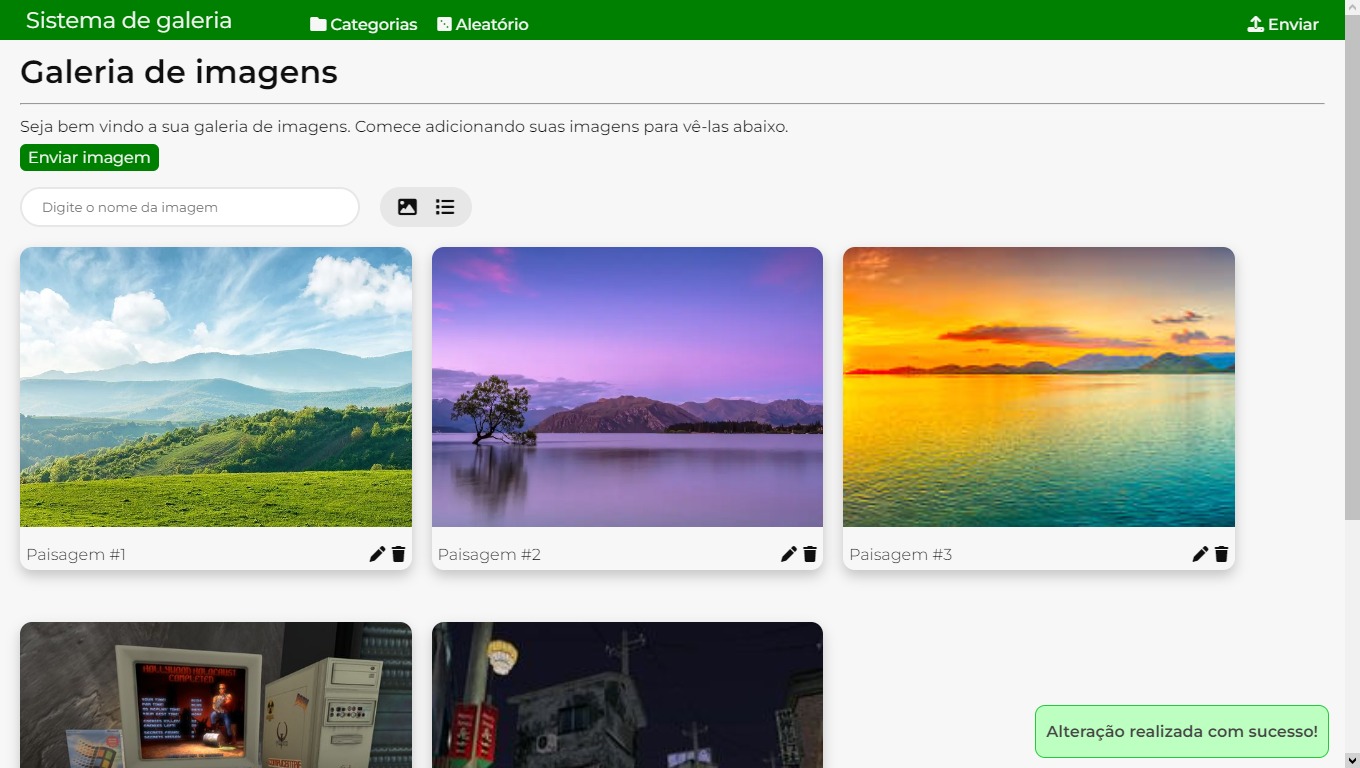 Sistema de galeria
Categorias
Aleatório
Enviar
Galeria de imagens
Seja bem vindo a sua galeria de imagens. Comece adicionando suas imagens para vê-las abaixo.
Enviar imagem
Digite o nome da imagem
Paisagem #1
Paisagem #2
Paisagem #3
HOLLYWOOD HOLOCAUST
COMPLETED
Alteração realizada com sucesso!